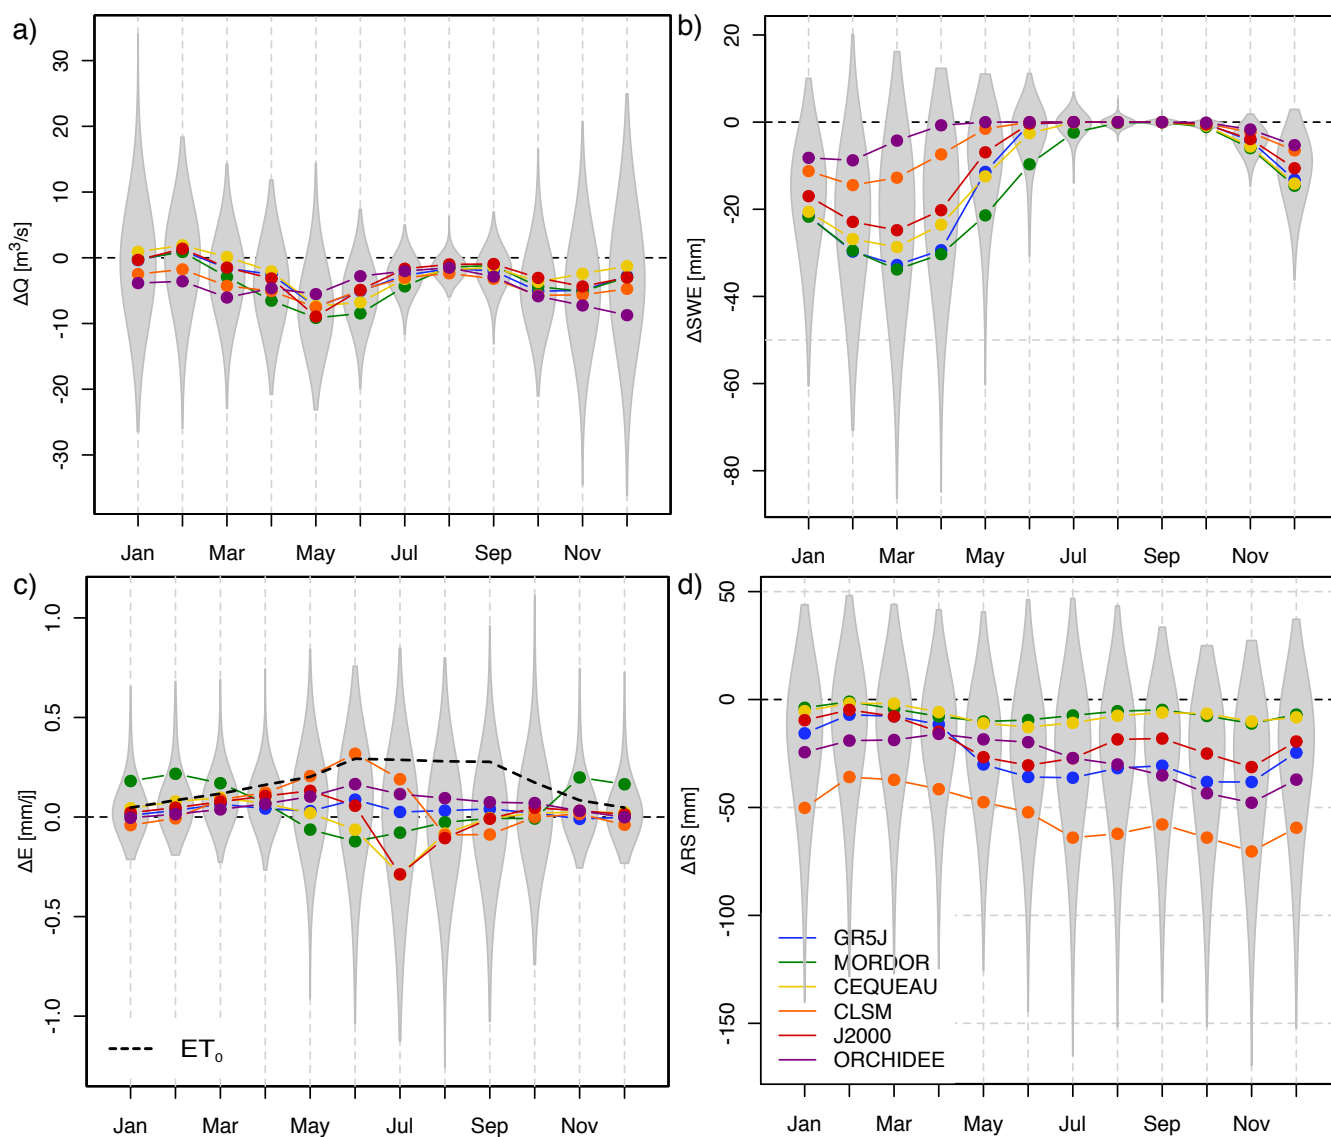 a)
ΔQ [m³/s]
30
20
10
0
-10
-20
-30
Jan
Mar
May
Jul
Sep
Nov
b)
ΔSWE [mm]
20
0
20
-40
-60
-80
Jan
Mar
May
Jul
Sep
Nov
c)
ΔE [mm/j]
1.0
0.5
0.0
-0.5
-1.0
ET₀
Jan
Mar
May
Jul
Sep
Nov
d)
ΔRS [mm]
50
0
-50
-100
-150
GR5J
MORDOR
CEQUEAU
CLSM
J2000
ORCHIDEE
Jan
Mar
May
Jul
Sep
Nov